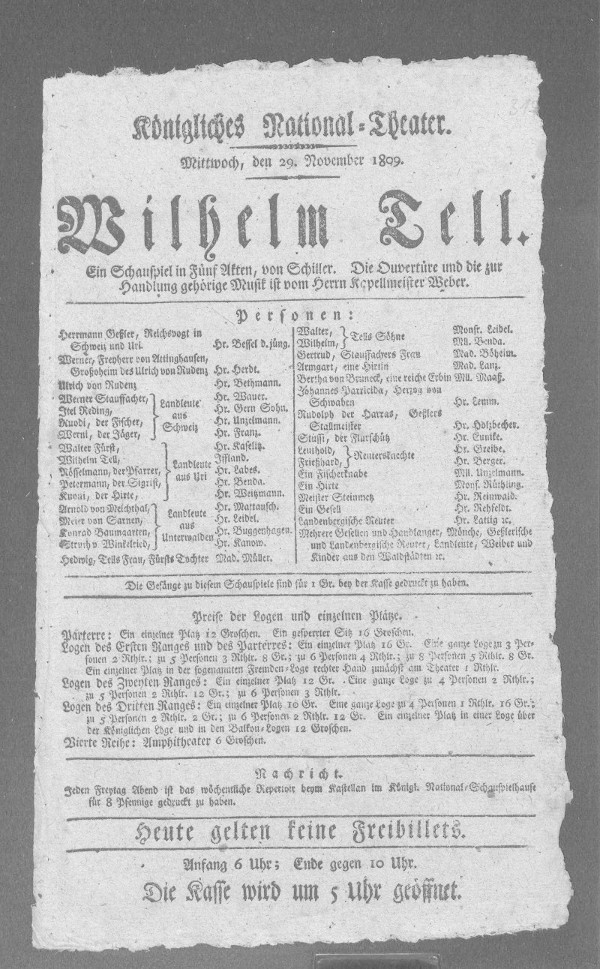 Königliches National-Theater.
Mittwoch, den 29. November 1809.
Wilhelm Tell.
Ein Schauspiel in Fünf Akten, von Schiller. Die Ouvertüre und die zur
Handlung gehörige Musik ist vom Herrn Kapellmeister Weber.
Personen:
Herrmann Geßler, Reichsvogt in
Schweiz und Uri. Hr. Bessel d. jüng.
Werner, Freyherr von Attinghausen,
Großoheim des Ulrich von Rudenz Hr. Herdt.
Ulrich von Rudenz Hr. Bethmann.
Werner Stauffacher, Hr. Wauer.
Itel Reding, Hr. Gern Sohn.
Ruodi, der Fischer, Hr. Unzelmann.
Werni, der Jäger, Hr. Franz.
Landleute
aus
Schweiz
Walter Fürst, Hr. Kaselitz.
Wilhelm Tell, Iffland.
Rösselmann, der Pfarrer, Hr. Labes.
Petermann, der Sigrist, Hr. Benda.
Kuoni, der Hirte, Hr. Weitzmann.
Landleute
aus Uri
Arnold von Melchthal, Hr. Mattausch.
Meier von Sarnen, Hr. Leidel.
Konrad Baumgarten, Hr. Buggenhagen.
Struth v. Winkelried, Hr. Kanow.
Landleute
aus
Unterwalden
Hedwig, Tells Frau, Fürsts Tochter Mad. Müller.
Walter, Monsr. Leidel.
Wilhelm, Mll. Benda.
Tells Söhne
Gertrud, Stauffachers Frau Mad. Böheim.
Armgart, eine Hirtin Mad. Lanz.
Bertha von Bruneck, eine reiche Erbin Mll. Maaß.
Johannes Parricida, Herzog von
Schwaben Hr. Lemm.
Rudolph der Harras, Geßlers
Stallmeister Hr. Holzbecher.
Stüssi, der Flurschütz Hr. Eunike.
Leuthold, Hr. Greibe.
Frießhard, Hr. Berger.
Reutersknechte
Ein Fischerknabe Mll. Unzelmann.
Ein Hirte Mons. Rüthling.
Meister Steinmetz Hr. Reinwald.
Ein Gesell Hr. Rehfeldt.
Landenbergische Reuter Hr. Lattig ꝛc.
Mehrere Gesellen und Handlanger, Mönche, Geßlerische
und Landenbergische Reuter, Landleute, Weiber und
Kinder aus den Waldstädten ꝛc.
Die Gesänge zu diesem Schauspiele sind für 1 Gr. bey der Kasse gedruckt zu haben.
Preise der Logen und einzelnen Plätze.
Parterre: Ein einzelner Platz 12 Groschen. Ein gesperrter Sitz 16 Groschen.
Logen des Ersten Ranges und des Parterres: Ein einzelner Platz 16 Gr. Eine ganze Loge zu 3 Per-
sonen 2 Rthlr.; zu 5 Personen 3 Rthlr. 8 Gr.; zu 6 Personen 4 Rthlr.; zu 8 Personen 5 Rthlr. 8 Gr.
Ein einzelner Platz in der sogenannten Fremden-Loge rechter Hand zunächst am Theater 1 Rthlr.
Logen des Zweyten Ranges: Ein einzelner Platz 12 Gr. Eine ganze Loge zu 4 Personen 2 Rthlr.;
zu 5 Personen 2 Rthlr. 12 Gr.; zu 6 Personen 3 Rthlr.
Logen des Dritten Ranges: Ein einzelner Platz 10 Gr. Eine ganze Loge zu 4 Personen 1 Rthlr. 16 Gr.;
zu 5 Personen 2 Rthlr. 2 Gr.; zu 6 Personen 2 Rthlr. 12 Gr. Ein einzelner Platz in einer Loge über
der Königlichen Loge und in den Balkon-Logen 12 Groschen.
Vierte Reihe: Amphitheater 6 Groschen.
Nachricht.
Jeden Freytag Abend ist das wöchentliche Repertoir beym Kastellan im Königl. National-Schauspielhause
für 8 Pfennige gedruckt zu haben.
Heute gelten keine Freibillets.
Anfang 6 Uhr; Ende gegen 10 Uhr.
Die Kasse wird um 5 Uhr geöffnet.